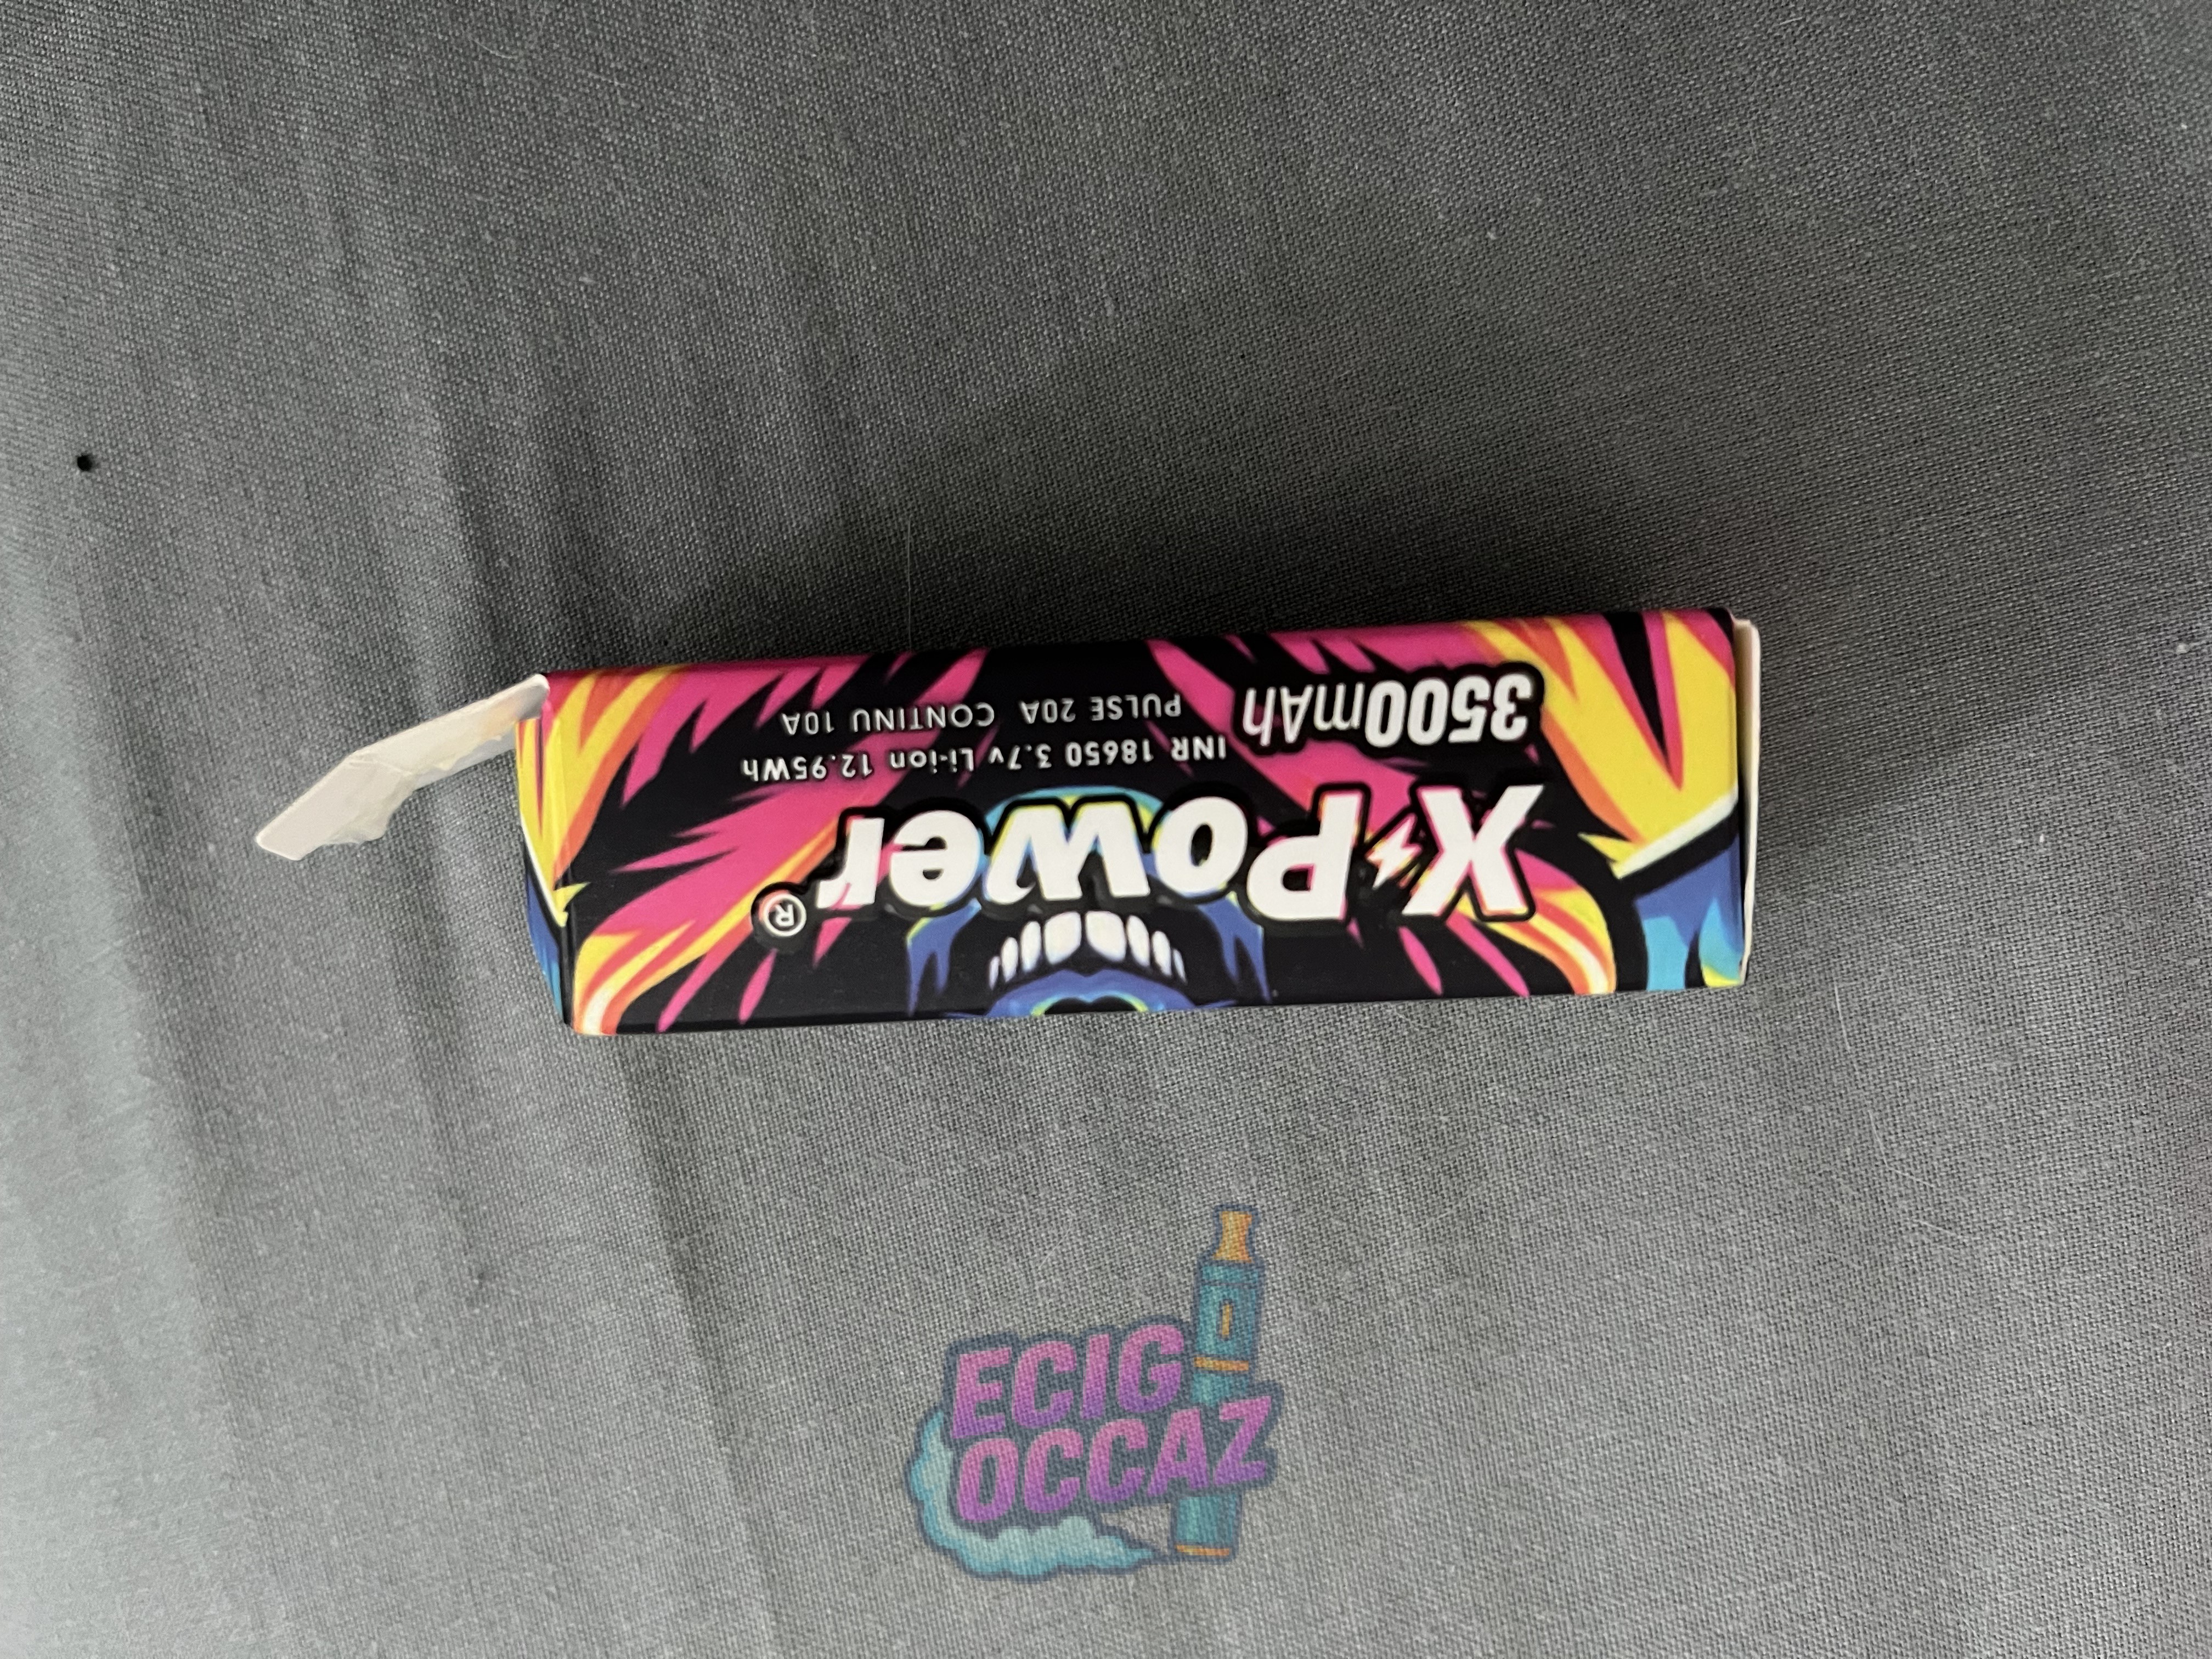 X Power®
INR 18650 3.7v Li-ion 12.95Wh
3500mAh PULSE 20A CONTINU 10A
ECIG
OCCAZ